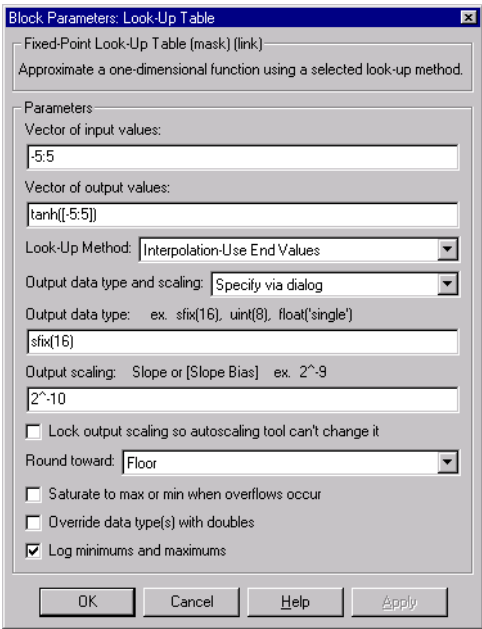 Block Parameters: Look-Up Table
Fixed-Point Look-Up Table (mask) (link)
Approximate a one-dimensional function using a selected look-up method.
Parameters
Vector of input values:
-5:5
Vector of output values:
tanh([-5:5])
Look-Up Method: Interpolation-Use End Values
Output data type and scaling: Specify via dialog
Output data type: ex. sfix(16), uint(8), float('single')
sfix(16)
Output scaling: Slope or [Slope Bias] ex. 2^-9
2^-10
Lock output scaling so autoscaling tool can't change it
Round toward: Floor
Saturate to max or min when overflows occur
Override data type(s) with doubles
Log minimums and maximums
OK Cancel Help Apply